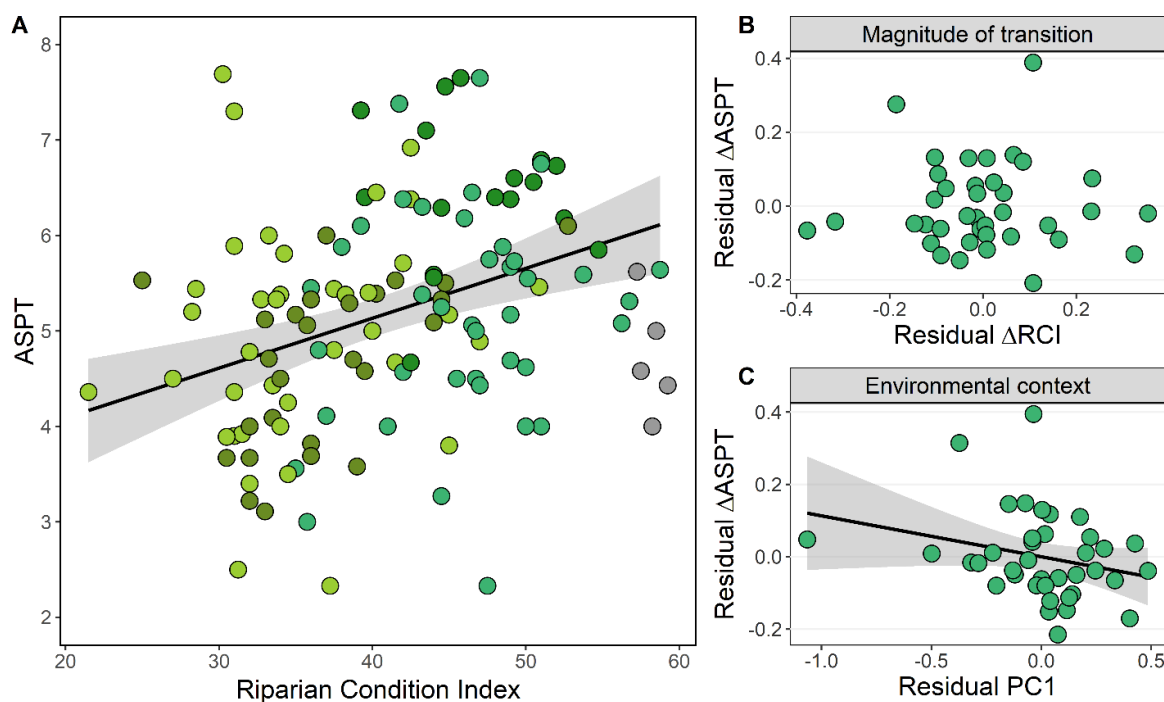 A
8
7
6
5
4
3
2
ASPT
20 30 40 50 60
Riparian Condition Index
B
Magnitude of transition
0.4
0.2
0.0
-0.2
Residual ΔASPT
-0.4 -0.2 0.0 0.2
Residual ΔRCI
C
Environmental context
0.4
0.2
0.0
-0.2
Residual ΔASPT
-1.0 -0.5 0.0 0.5
Residual PC1